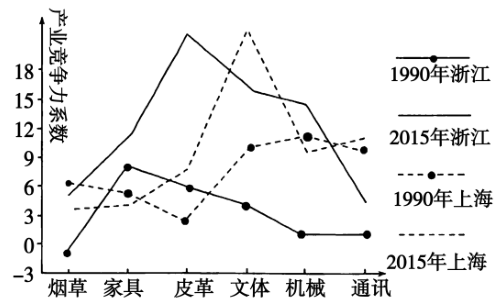 产业竞争力系数
18
15
12
9
6
3
0
-3
烟草 家具 皮革 文体 机械 通讯
1990年浙江
2015年浙江
1990年上海
2015年上海